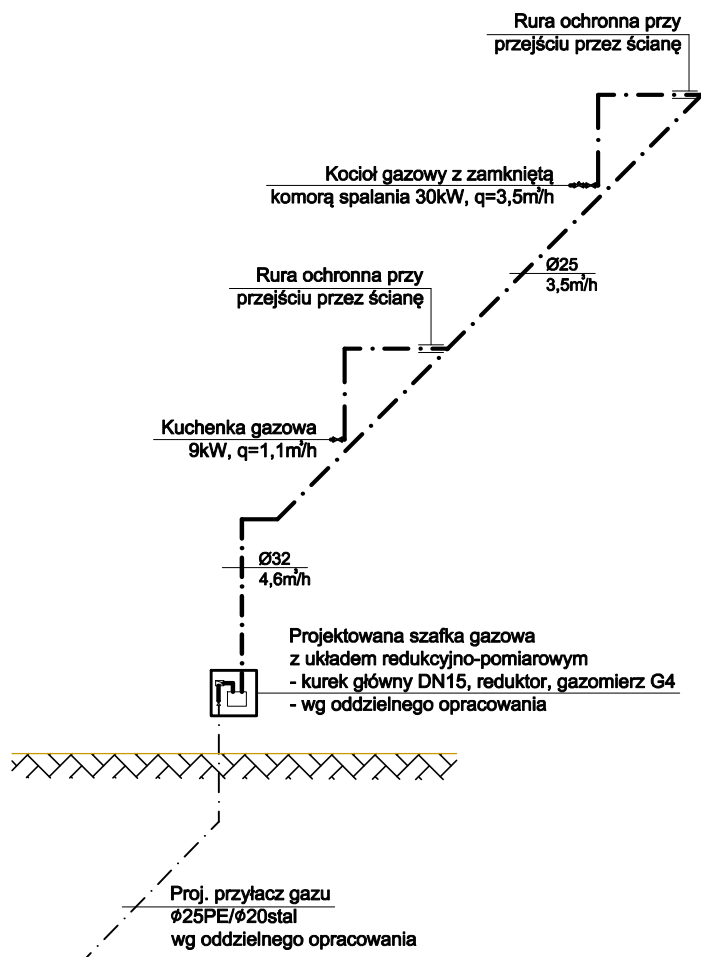 Rura ochronna przy
przejściu przez ścianę
Kocioł gazowy z zamkniętą
komorą spalania 30kW, q=3,5m³/h
Ø25
3,5m³/h
Rura ochronna przy
przejściu przez ścianę
Kuchenka gazowa
9kW, q=1,1m³/h
Ø32
4,6m³/h
Projektowana szafka gazowa
z układem redukcyjno-pomiarowym
- kurek główny DN15, reduktor, gazomierz G4
- wg oddzielnego opracowania
Proj. przyłacz gazu
ϕ25PE/ϕ20stal
wg oddzielnego opracowania